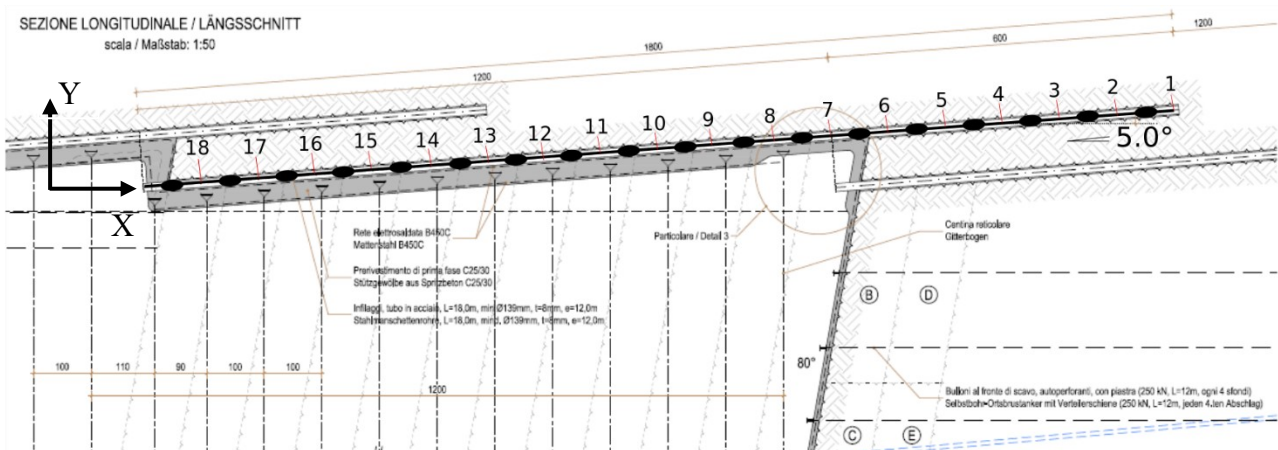 SEZIONE LONGITUDINALE / LÄNGSSCHNITT
scala / Maßstab: 1:50
1200
1800
600
1200
Y
X
18
17
16
15
14
13
12
11
10
9
8
7
6
5
4
3
2
1
5.0°
Rete elettrosaldata B450C
Mattenstahl B450C
Prerivestimento di prima fase C25/30
Stützgewölbe aus Spritzbeton C25/30
Infilaggi, tubo in acciaio, L=18,0m, min Ø139mm, t=8mm, e=12,0m
Stahlmanschettenrohre, L=18,0m, mind. Ø139mm, t=8mm, e=12,0m
Particolare / Detail 3
Centina reticolare
Gitterbogen
B
D
100
110
90
100
100
1200
80°
Bulloni al fronte di scavo, autoperforanti, con piastra (250 kN, L=12m, ogni 4 sfondi)
Selbstbohr-Ortsbrustanker mit Verteilerschiene (250 kN, L=12m, jeden 4.ten Abschlag)
C
E